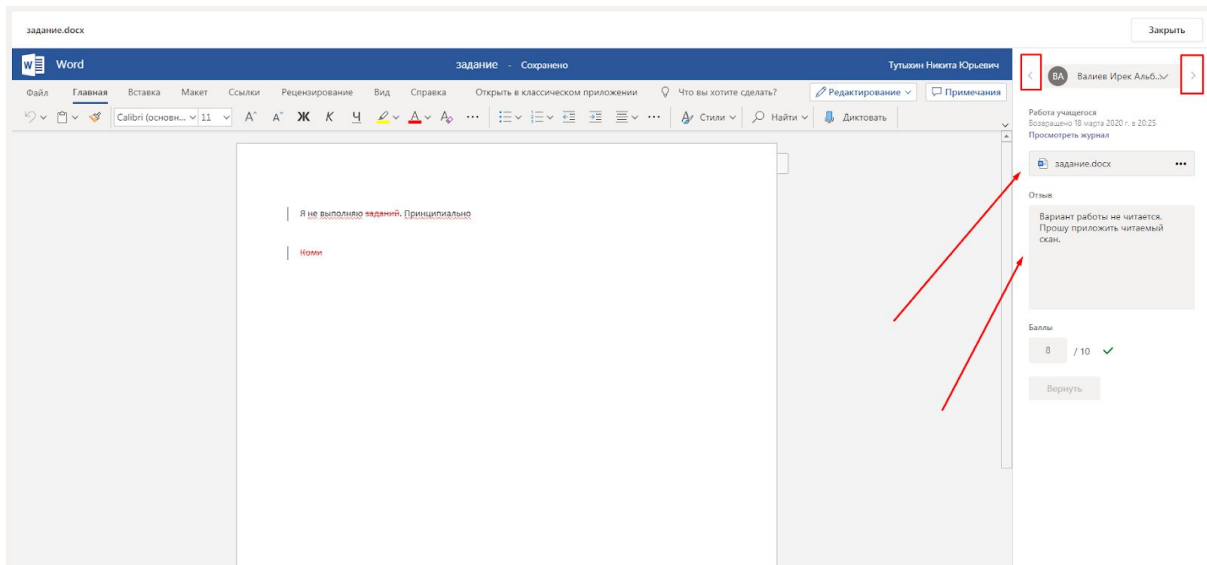 задание.docx
Закрыть
Word
задание - Сохранено
Тутыхин Никита Юрьевич
ВА Валиев Ирек Альб...
Файл Главная Вставка Макет Ссылки Рецензирование Вид Справка Открыть в классическом приложении Что вы хотите сделать? Редактирование Примечания
Calibri (основн... 11 Ж К Ч Стили Найти Диктовать
Работа учащегося
Возвращено 18 марта 2020 г. в 20:25
Просмотреть журнал
задание.docx
Отзыв
Вариант работы не читается.
Прошу приложить читаемый
скан.
Я не выполняю заданий. Принципиально
Коми
Баллы
8 / 10
Вернуть